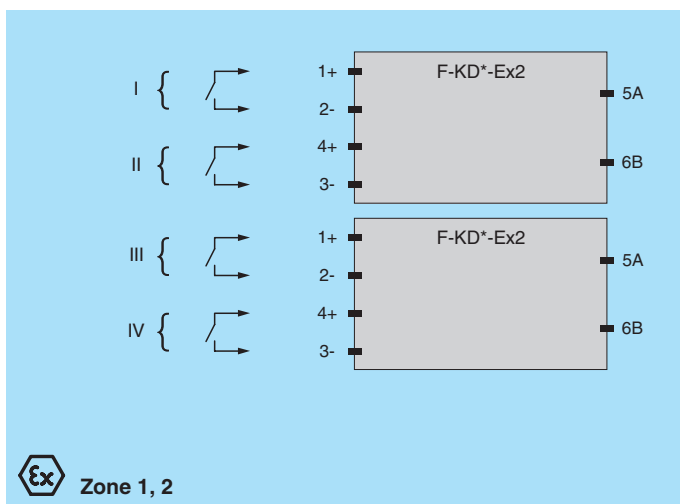 F-KD*-Ex2
I { 1+
2-
5A
II { 4+
3-
6B
F-KD*-Ex2
III { 1+
2-
5A
IV { 4+
3-
6B
Ex Zone 1, 2